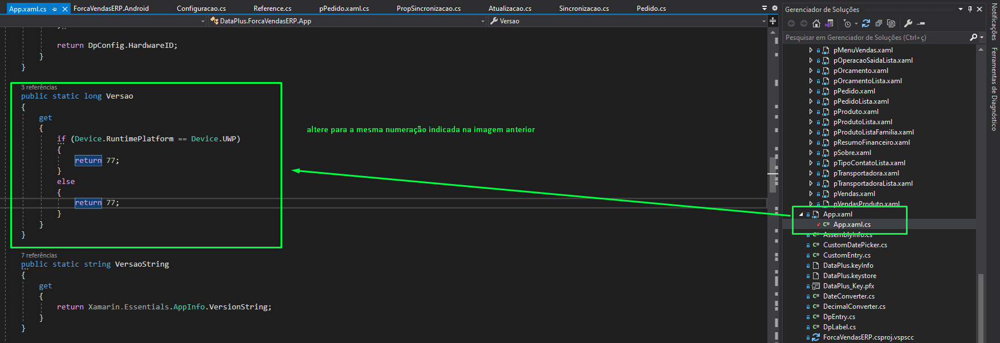 App.xaml.cs
ForcaVendasERP.Android
Configuracao.cs
Reference.cs
pPedido.xaml.cs
PropSincronizacao.cs
Atualizacao.cs
Sincronizacao.cs
Pedido.cs
DataPlus.ForcaVendasERP.App
Versao
return DpConfig.HardwareID;
}
}
3 referências
public static long Versao
{
get
{
if (Device.RuntimePlatform == Device.UWP)
{
return 77;
}
else
{
return 77;
}
}
}
altere para a mesma numeração indicada na imagem anterior
7 referências
public static string VersaoString
{
get
{
return Xamarin.Essentials.AppInfo.VersionString;
}
}
Gerenciador de Soluções
Pesquisar em Gerenciador de Soluções (Ctrl+ç)
pMenuVendas.xaml
pOperacaoSaidaLista.xaml
pOrcamento.xaml
pOrcamentoLista.xaml
pPedido.xaml
pPedidoLista.xaml
pProduto.xaml
pProdutoLista.xaml
pProdutoListaFamilia.xaml
pResumoFinanceiro.xaml
pSobre.xaml
pTipoContatoLista.xaml
pTransportadora.xaml
pTransportadoraLista.xaml
pVendas.xaml
pVendasProduto.xaml
App.xaml
C# App.xaml.cs
C# AssemblyInfo.cs
C# CustomDatePicker.cs
C# CustomEntry.cs
DataPlus.keyInfo
DataPlus.keystore
DataPlus_Key.pfx
C# DateConverter.cs
C# DecimalConverter.cs
C# DpEntry.cs
C# DpLabel.cs
ForcaVendasERP.csproj.vspscc
Notificações
Ferramentas de Diagnóstico